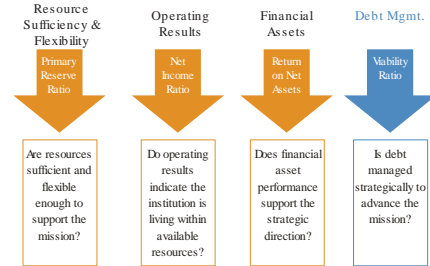 Resource
Sufficiency &
Flexibility
Primary
Reserve
Ratio
Are resources
sufficient and
flexible
enough to
support the
mission?
Operating
Results
Net
Income
Ratio
Do operating
results
indicate the
institution is
living within
available
resources?
Financial
Assets
Return
on Net
Assets
Does financial
asset
performance
support the
strategic
direction?
Debt Mgmt.
Viability
Ratio
Is debt
managed
strategically to
advance the
mission?